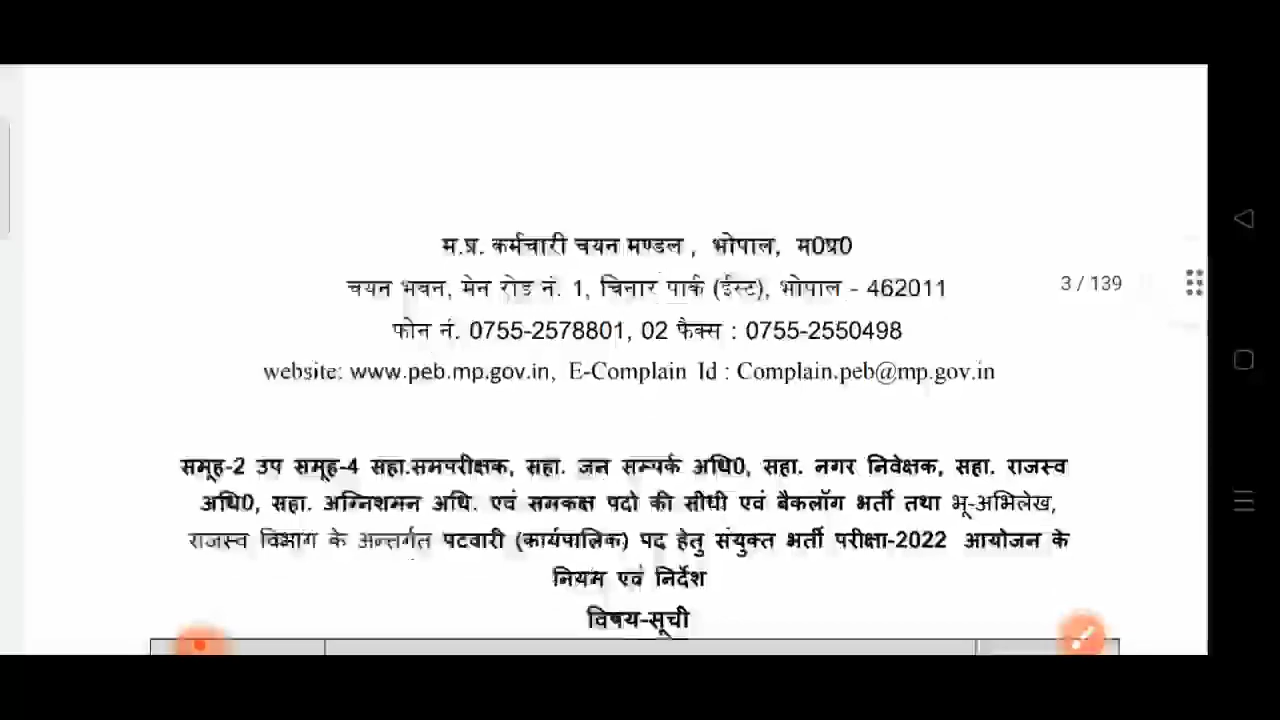 म.प्र. कर्मचारी चयन मण्डल , भोपाल, म0प्र0
चयन भवन, मेन रोड नं. 1, चिनार पार्क (ईस्ट), भोपाल - 462011
3 / 139
फोन नं. 0755-2578801, 02 फैक्स : 0755-2550498
website: www.peb.mp.gov.in, E-Complain Id : Complain.peb@mp.gov.in
समूह-2 उप समूह-4 सहा.समपरीक्षक, सहा. जन सम्पर्क अधि0, सहा. नगर निवेक्षक, सहा. राजस्व
अधि0, सहा. अग्निशमन अधि. एवं समकक्ष पदो की सीधी एवं बैकलॉग भर्ती तथा भू-अभिलेख,
राजस्व विभाग के अन्तर्गत पटवारी (कार्यपालिक) पद हेतु संयुक्त भर्ती परीक्षा-2022 आयोजन के
नियम एवं निर्देश
विषय-सूची